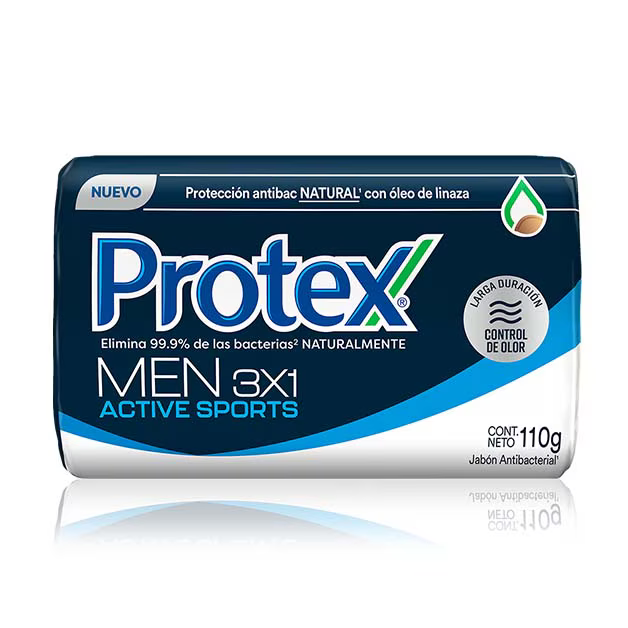 NUEVO
Protección antibac NATURAL¹ con óleo de linaza
Protex®
Elimina 99.9% de las bacterias² NATURALMENTE
LARGA DURACIÓN
CONTROL
DE OLOR
MEN 3X1
ACTIVE SPORTS
CONT.
NETO 110g
Jabón Antibacterial¹